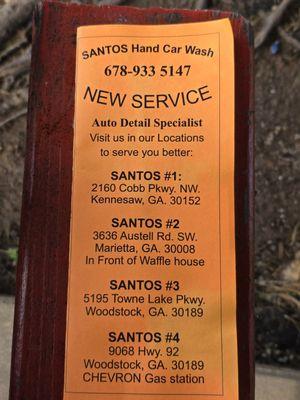 SANTOS Hand Car Wash
678-933 5147
NEW SERVICE
Auto Detail Specialist
Visit us in our Locations
to serve you better:
SANTOS #1:
2160 Cobb Pkwy. NW.
Kennesaw, GA. 30152
SANTOS #2
3636 Austell Rd. SW.
Marietta, GA. 30008
In Front of Waffle house
SANTOS #3
5195 Towne Lake Pkwy.
Woodstock, GA. 30189
SANTOS #4
9068 Hwy. 92
Woodstock, GA. 30189
CHEVRON Gas station